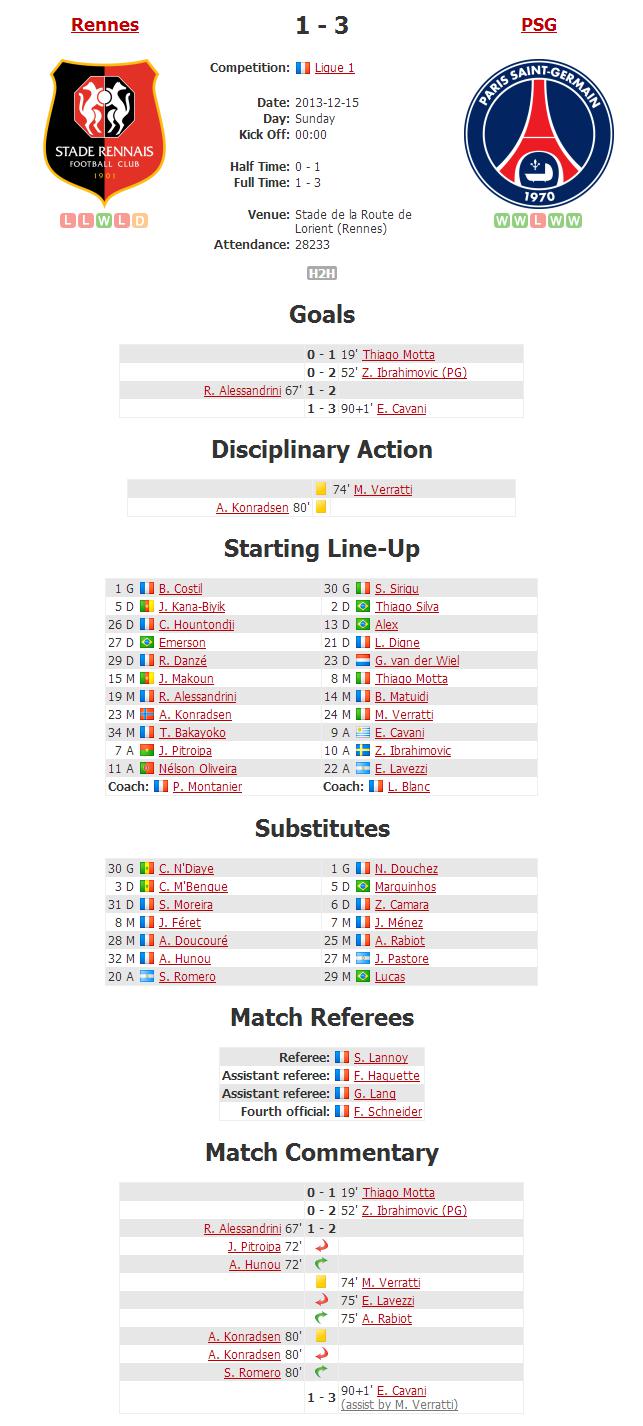 Rennes 1 - 3 PSG
STADE RENNAIS
FOOTBALL CLUB
1901
PARIS SAINT-GERMAIN
1970
Competition: Ligue 1
Date: 2013-12-15
Day: Sunday
Kick Off: 00:00
Half Time: 0 - 1
Full Time: 1 - 3
Venue: Stade de la Route de
Lorient (Rennes)
Attendance: 28233
L L W L D
W W L W W
H2H
Goals
0 - 1 19' Thiago Motta
0 - 2 52' Z. Ibrahimovic (PG)
R. Alessandrini 67' 1 - 2
1 - 3 90+1' E. Cavani
Disciplinary Action
74' M. Verratti
A. Konradsen 80'
Starting Line-Up
1 G B. Costil 30 G S. Sirigu
5 D J. Kana-Biyik 2 D Thiago Silva
26 D C. Hountondji 13 D Alex
27 D Emerson 21 D L. Digne
29 D R. Danzé 23 D G. van der Wiel
15 M J. Makoun 8 M Thiago Motta
19 M R. Alessandrini 14 M B. Matuidi
23 M A. Konradsen 24 M M. Verratti
34 M T. Bakayoko 9 A E. Cavani
7 A J. Pitroipa 10 A Z. Ibrahimovic
11 A Nélson Oliveira 22 A E. Lavezzi
Coach: P. Montanier Coach: L. Blanc
Substitutes
30 G C. N'Diaye 1 G N. Douchez
3 D C. M'Bengue 5 D Marquinhos
31 D S. Moreira 6 D Z. Camara
8 M J. Féret 7 M J. Ménez
28 M A. Doucouré 25 M A. Rabiot
32 M A. Hunou 27 M J. Pastore
20 A S. Romero 29 M Lucas
Match Referees
Referee: S. Lannoy
Assistant referee: F. Haquette
Assistant referee: G. Lang
Fourth official: F. Schneider
Match Commentary
0 - 1 19' Thiago Motta
0 - 2 52' Z. Ibrahimovic (PG)
R. Alessandrini 67' 1 - 2
J. Pitroipa 72'
A. Hunou 72'
74' M. Verratti
75' E. Lavezzi
75' A. Rabiot
A. Konradsen 80'
A. Konradsen 80'
S. Romero 80'
1 - 3 90+1' E. Cavani
(assist by M. Verratti)